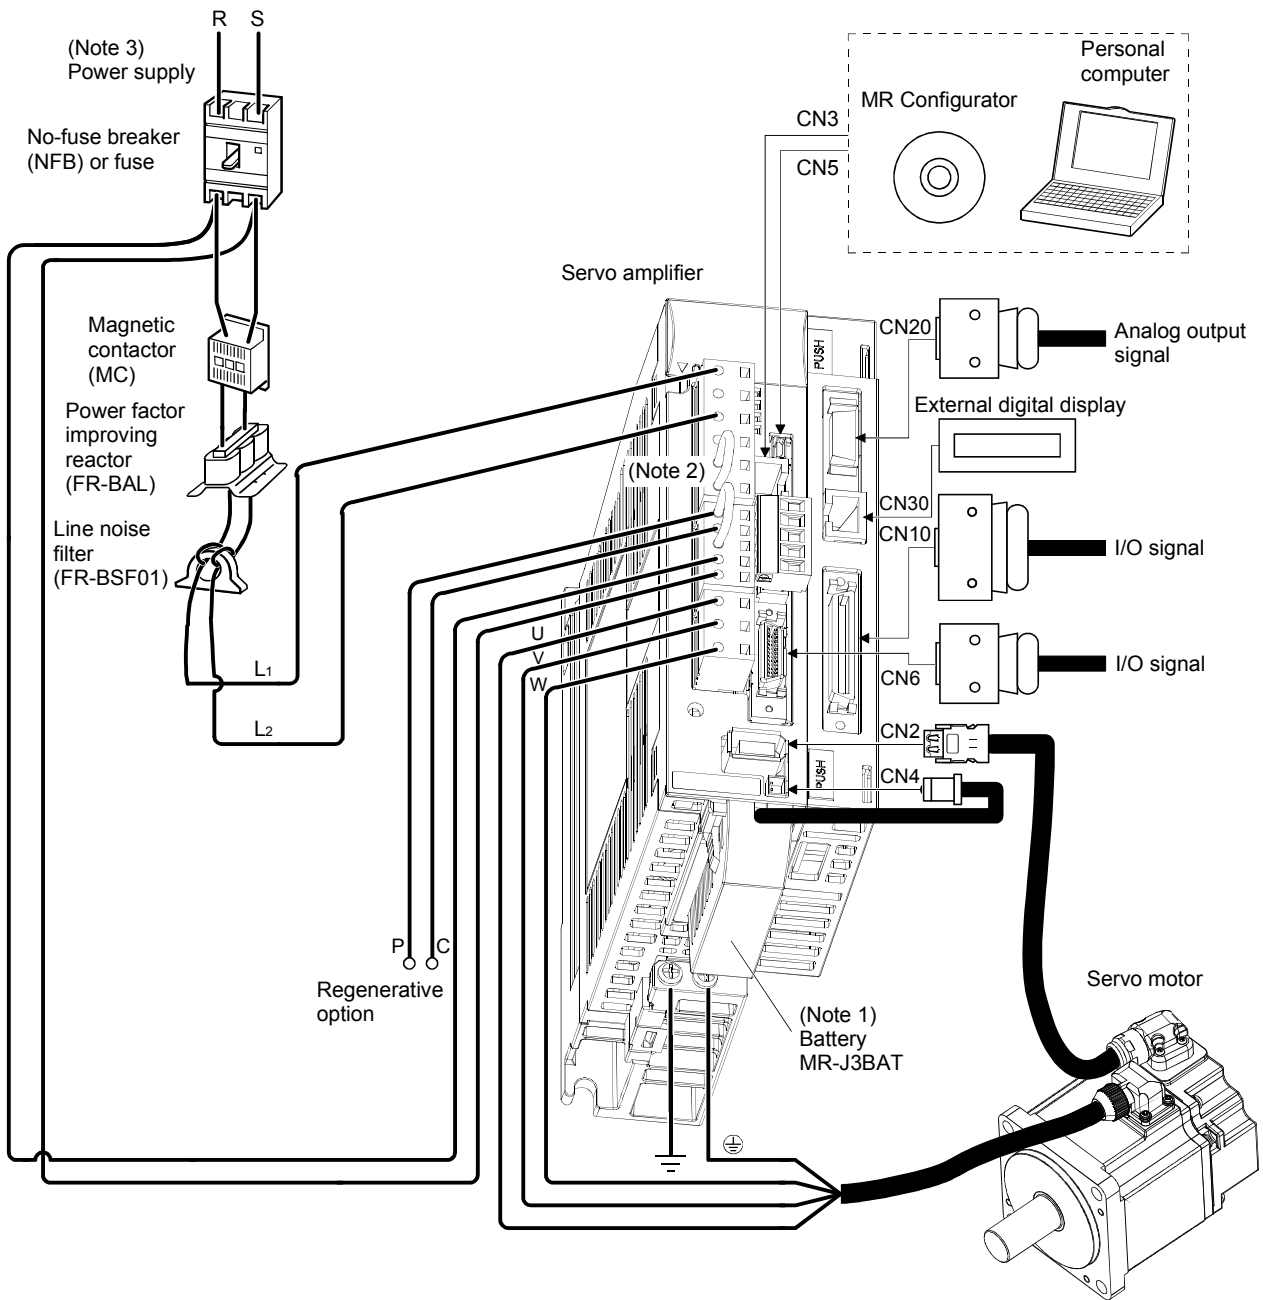 R S
(Note 3)
Power supply
No-fuse breaker
(NFB) or fuse
Magnetic
contactor
(MC)
Power factor
improving
reactor
(FR-BAL)
Line noise
filter
(FR-BSF01)
L1
L2
Servo amplifier
(Note 2)
U
V
W
P C
Regenerative
option
CN3
CN5
MR Configurator
Personal
computer
PUSH
CN20
Analog output
signal
External digital display
CN30
CN10
I/O signal
CN6
I/O signal
CN2
CN4
PUSH
(Note 1)
Battery
MR-J3BAT
Servo motor